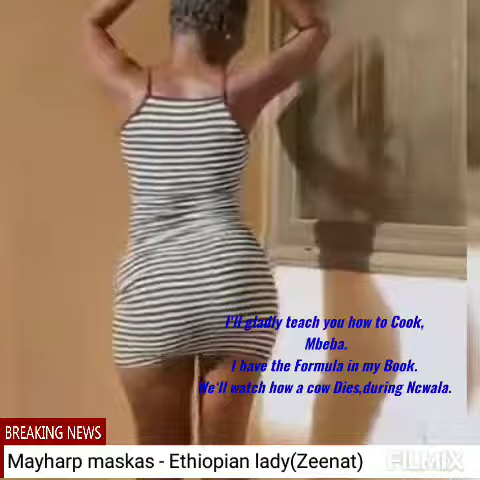 I'll gladly teach you how to Cook,
Mbeba.
I have the Formula in my Book.
We'll watch how a cow Dies,during Ncwala.
BREAKING NEWS
Mayharp maskas - Ethiopian lady(Zeenat)
FILMIX